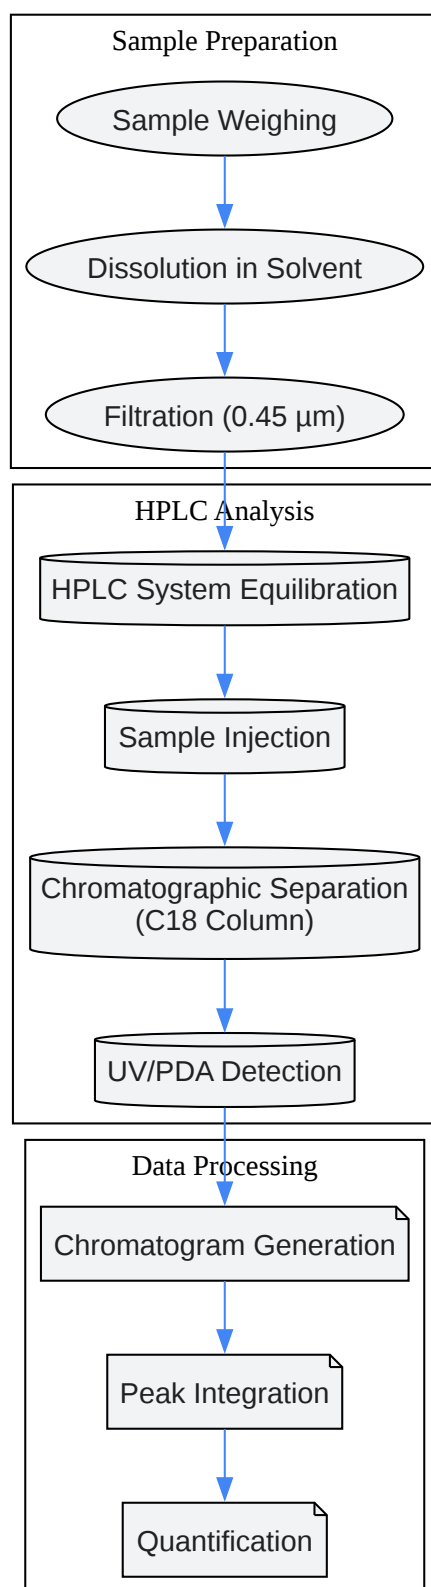 Sample Preparation
Sample Weighing
Dissolution in Solvent
Filtration (0.45 µm)
HPLC Analysis
HPLC System Equilibration
Sample Injection
Chromatographic Separation
(C18 Column)
UV/PDA Detection
Data Processing
Chromatogram Generation
Peak Integration
Quantification